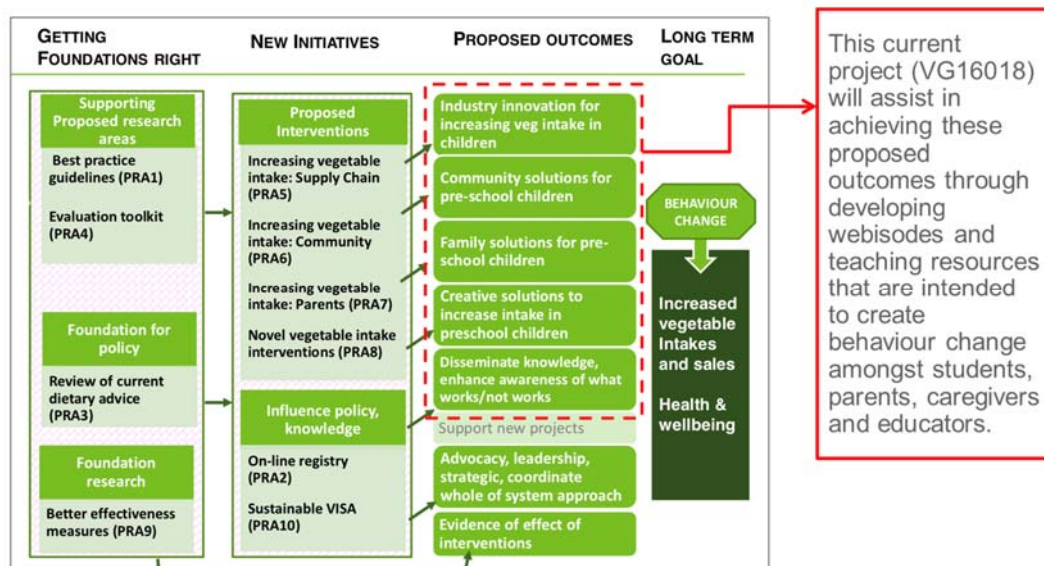 GETTING
FOUNDATIONS RIGHT
Supporting
Proposed research
areas
Best practice
guidelines (PRA1)
Evaluation toolkit
(PRA4)
Foundation for
policy
Review of current
dietary advice
(PRA3)
Foundation
research
Better effectiveness
measures (PRA9)
NEW INITIATIVES
Proposed
Interventions
Increasing vegetable
intake: Supply Chain
(PRA5)
Increasing vegetable
intake: Community
(PRA6)
Increasing vegetable
intake: Parents (PRA7)
Novel vegetable intake
interventions (PRA8)
Influence policy,
knowledge
On-line registry
(PRA2)
Sustainable VISA
(PRA10)
PROPOSED OUTCOMES
Industry innovation for
increasing veg intake in
children
Community solutions for
pre-school children
Family solutions for pre-
school children
Creative solutions to
increase intake in
preschool children
Disseminate knowledge,
enhance awareness of what
works/not works
Support new projects
Advocacy, leadership,
strategic, coordinate
whole of system approach
Evidence of effect of
interventions
LONG TERM
GOAL
BEHAVIOUR
CHANGE
Increased
vegetable
Intakes
and sales
Health &
wellbeing
This current
project (VG16018)
will assist in
achieving these
proposed
outcomes through
developing
webisodes and
teaching resources
that are intended
to create
behaviour change
amongst students,
parents, caregivers
and educators.